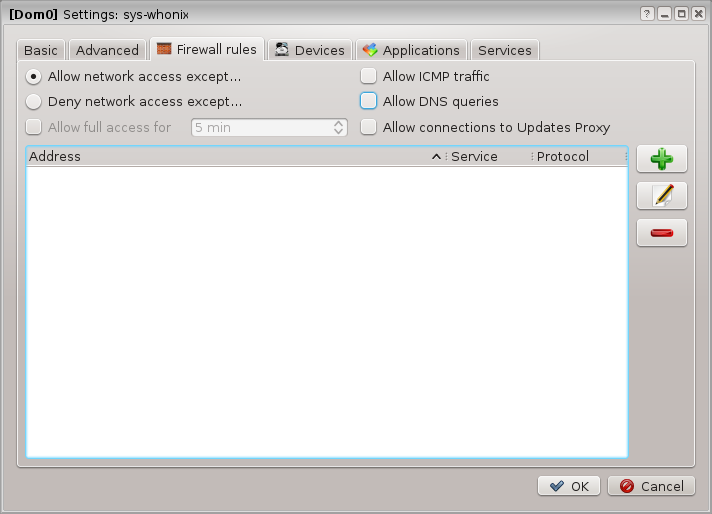 [Dom0] Settings: sys-whonix
Basic Advanced Firewall rules Devices Applications Services
Allow network access except... Allow ICMP traffic
Deny network access except... Allow DNS queries
Allow full access for 5 min Allow connections to Updates Proxy
Address Service Protocol
OK Cancel